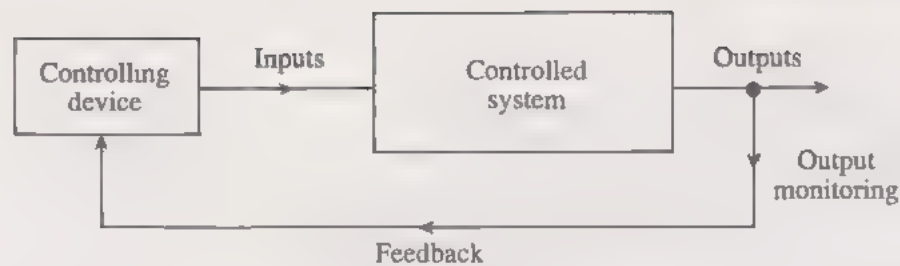 Controlling
device
Inputs
Controlled
system
Outputs
Output
monitoring
Feedback